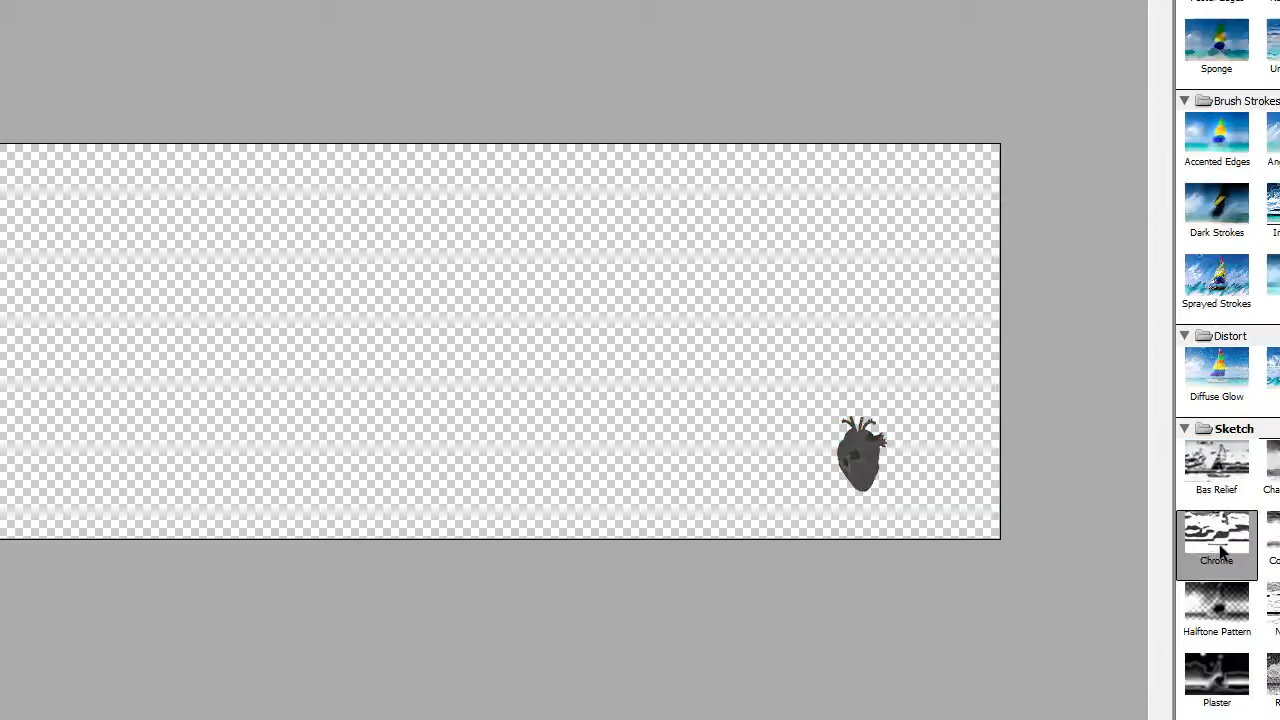 Sponge
Brush Strokes
Accented Edges
Dark Strokes
Sprayed Strokes
Distort
Diffuse Glow
Sketch
Bas Relief
Chrome
Halftone Pattern
Plaster